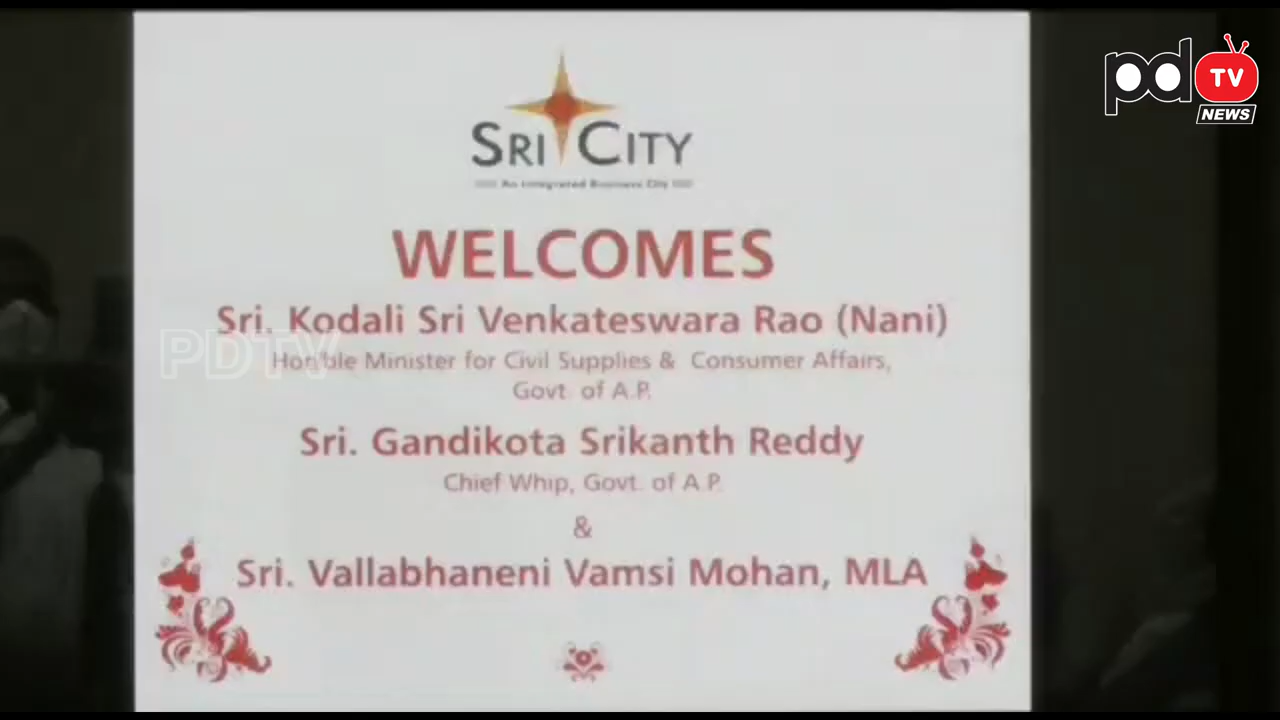 pd TV
NEWS
SRI CITY
An Integrated Business City
WELCOMES
Sri. Kodali Sri Venkateswara Rao (Nani)
PDTV
Hon'ble Minister for Civil Supplies & Consumer Affairs,
Govt. of A.P.
Sri. Gandikota Srikanth Reddy
Chief Whip, Govt. of A.P.
&
Sri. Vallabhaneni Vamsi Mohan, MLA